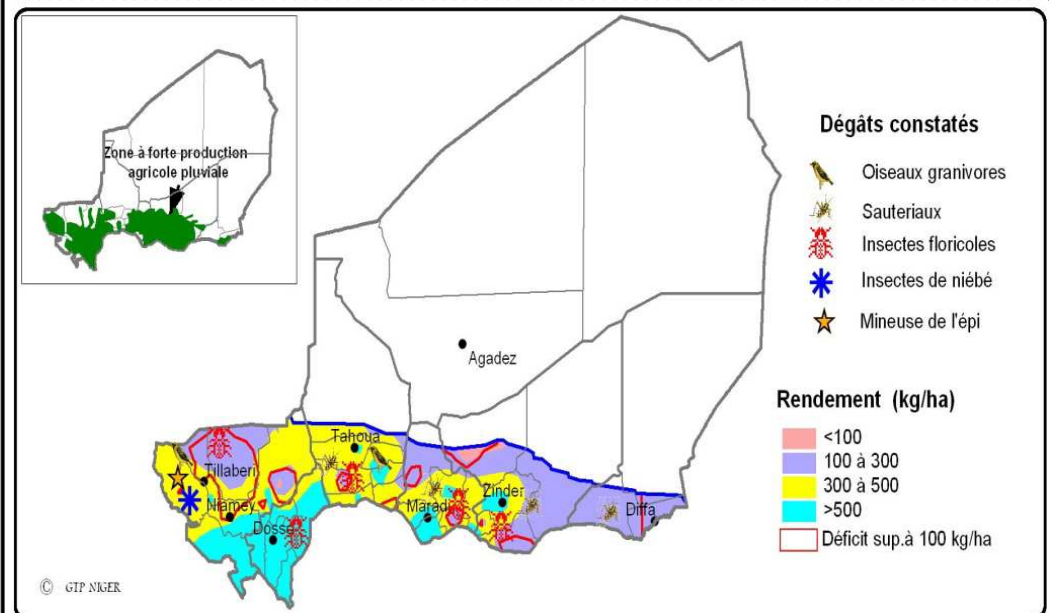 Zone à forte production
agricole pluviale
Dégâts constatés
Oiseaux granivores
Sauteriaux
Insectes floricoles
Insectes de niébé
Mineuse de l'épi
Agadez
Tahoua
Tillaberi
Niamey
Dosso
Maradi
Zinder
Diffa
Rendement (kg/ha)
<100
100 à 300
300 à 500
>500
Déficit sup.à 100 kg/ha
© GTP NIGER